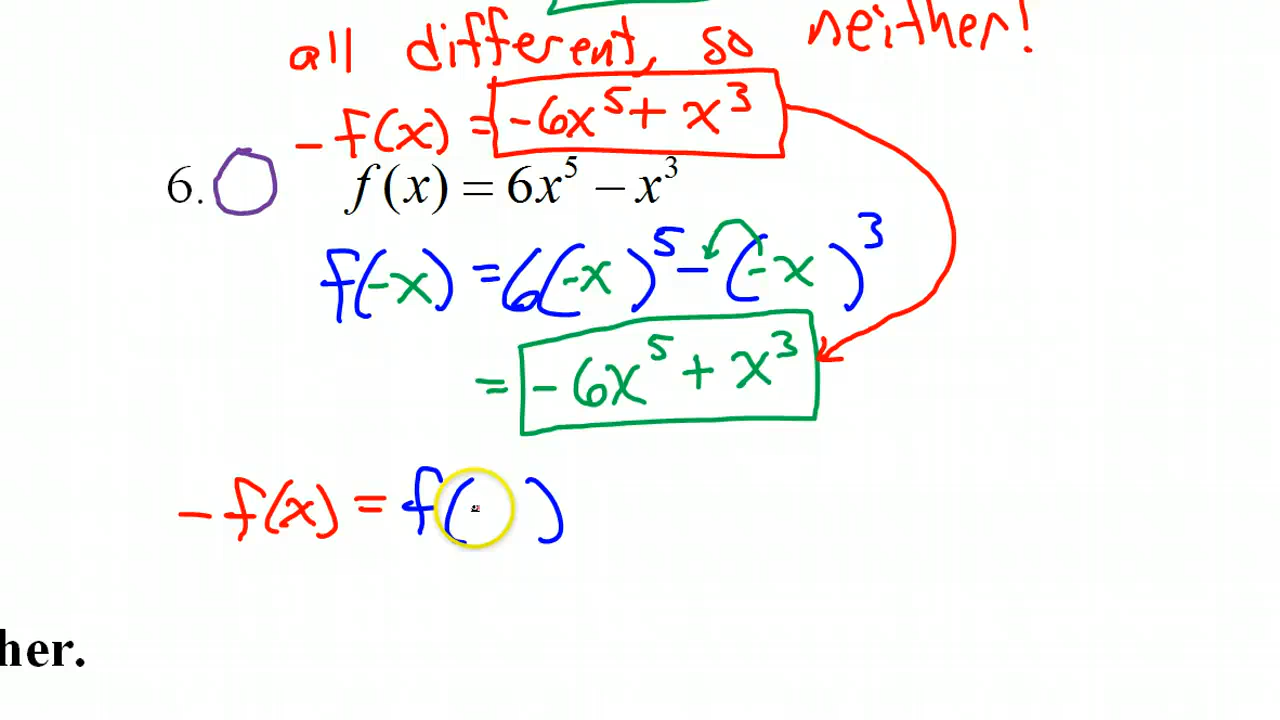 all different, so neither!
-f(x) = -6x⁵ + x³
6. f(x) = 6x⁵ − x³
f(-x) = 6(-x)⁵ - (-x)³
= -6x⁵ + x³
-f(x) = f( )
her.